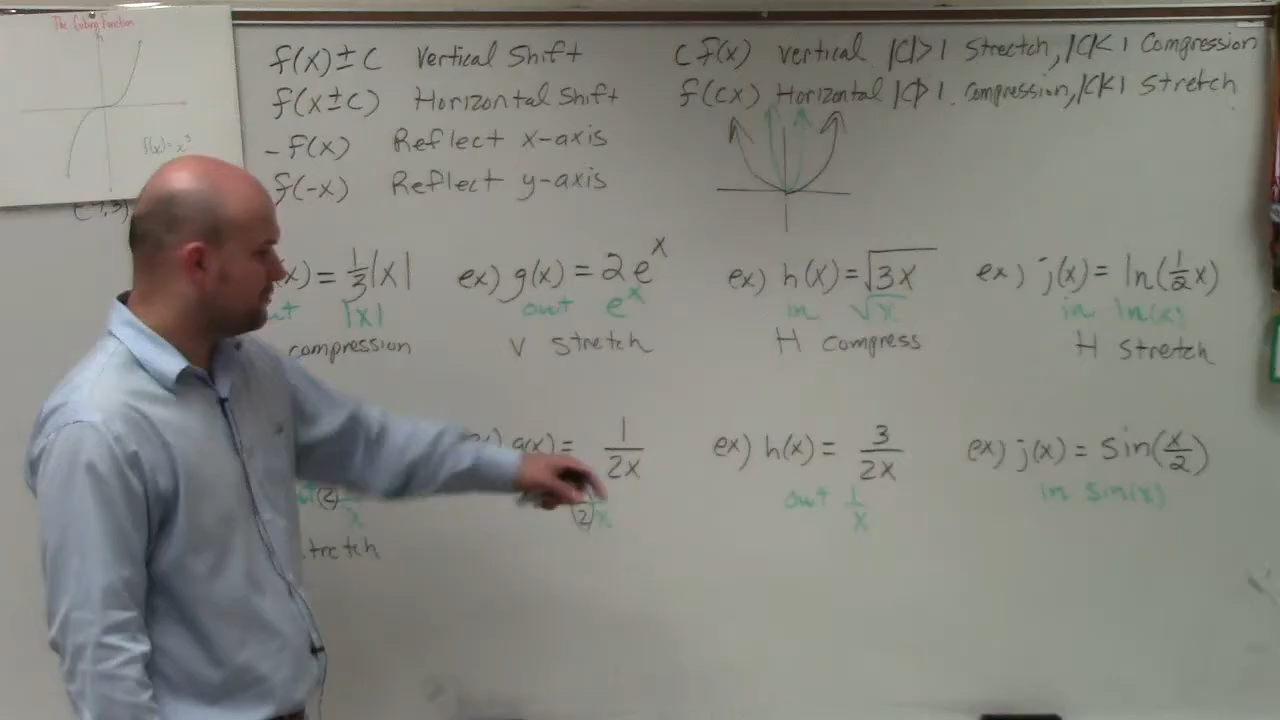 The Cubing Function
f(x) = x³
f(x) ± C Vertical Shift
f(x ± C) Horizontal Shift
-f(x) Reflect x-axis
f(-x) Reflect y-axis
C f(x) Vertical |C|>1 Stretch, |C|<1 Compression
f(cx) Horizontal |C|>1 Compression, |C|<1 Stretch
x) = 1/3|x|
ut |x|
compression
ex) g(x) = 2e^x
out e^x
V stretch
ex) h(x) = √3x
in √x
H compress
ex) j(x) = ln(1/2x)
in ln(x)
H stretch
tretch
g(x) = 1/2x
ex) h(x) = 3/2x
out 1/x
ex) j(x) = sin(x/2)
in sin(x)